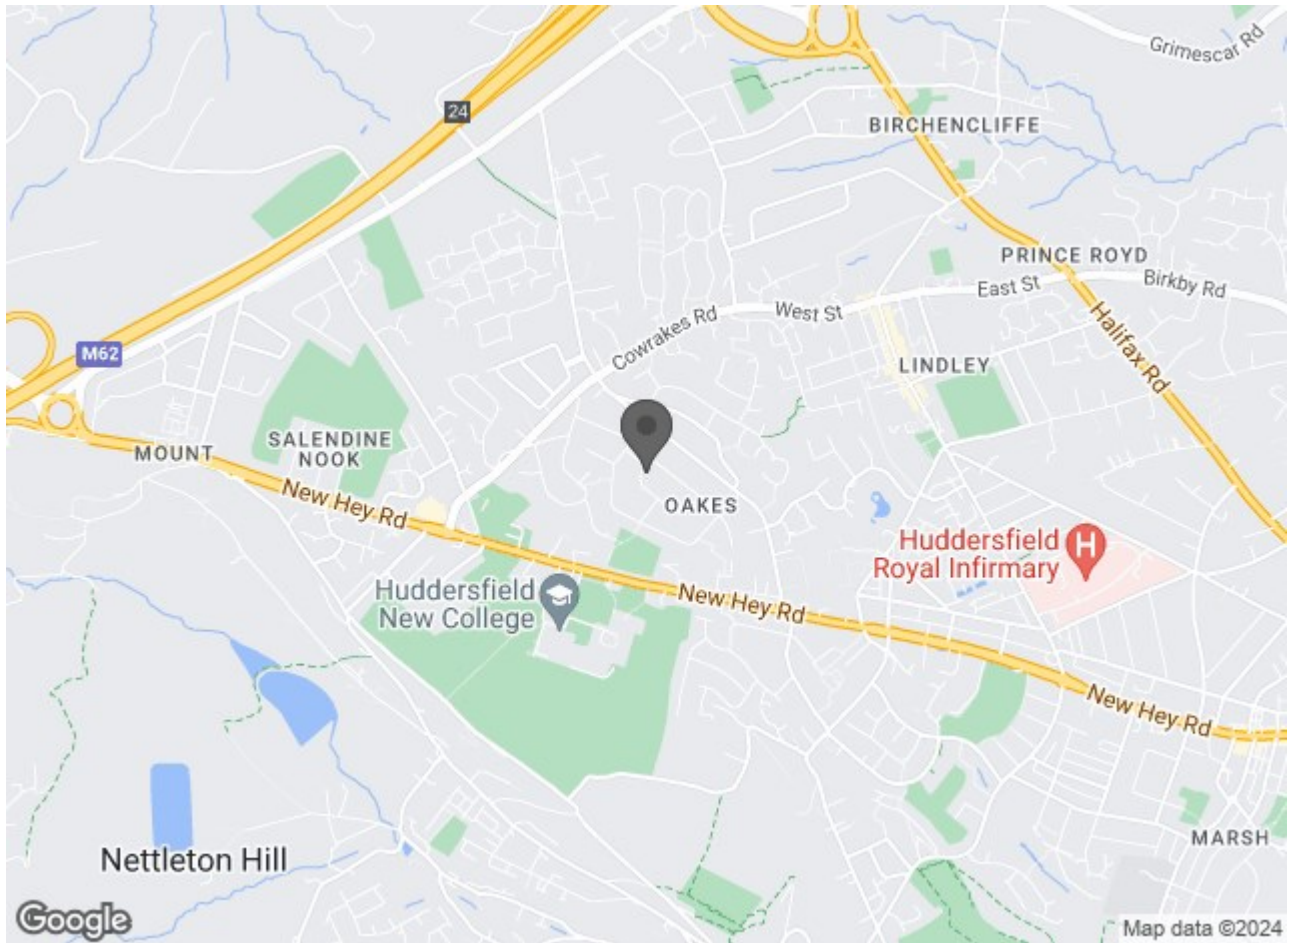 Grimescar Rd
24
BIRCHENCLIFFE
PRINCE ROYD
East St
Birkby Rd
West St
Cowrakes Rd
Halifax Rd
M62
LINDLEY
SALENDINE
NOOK
MOUNT
New Hey Rd
OAKES
Huddersfield
Royal Infirmary
H
Huddersfield
New College
New Hey Rd
New Hey Rd
MARSH
Nettleton Hill
Google
Map data ©2024